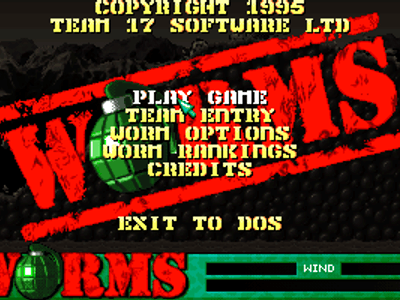 COPYRIGHT 1995
TEAM 17 SOFTWARE LTD
WORMS
PLAY GAME
TEAM ENTRY
WORM OPTIONS
WORM RANKINGS
CREDITS
EXIT TO DOS
WORMS
WIND